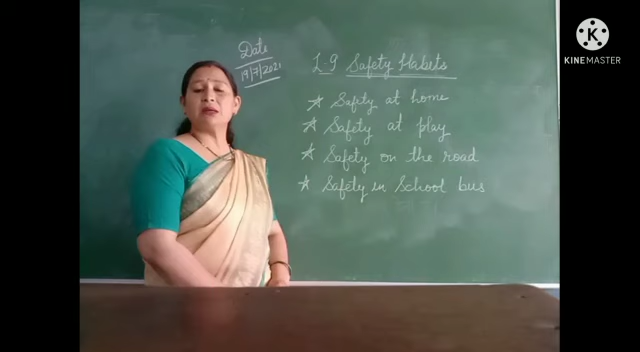 Date
19/7/2021
L-9 Safety Habits
☆ Safety at home
☆ Safety at play
☆ Safety on the road
☆ Safety in School bus
K
KINEMASTER